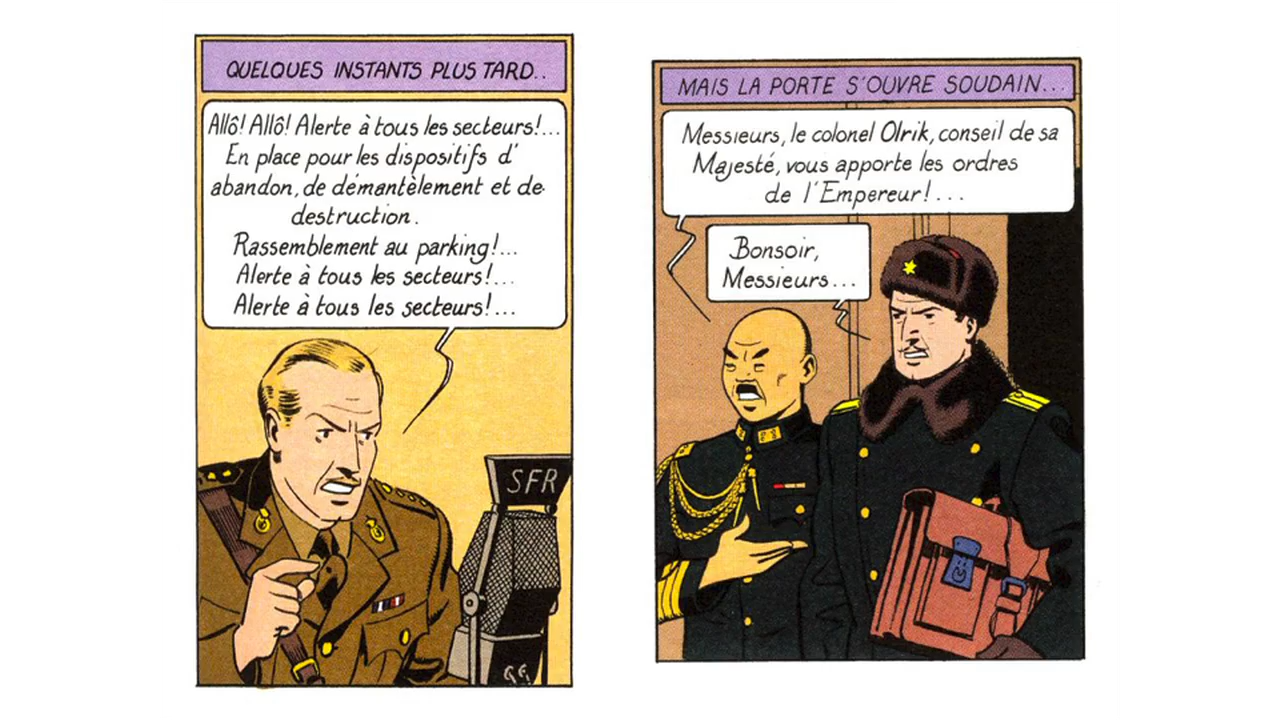 QUELQUES INSTANTS PLUS TARD..
Allô! Allô! Alerte à tous les secteurs!...
En place pour les dispositifs d'
abandon, de démantèlement et de
destruction.
Rassemblement au parking!...
Alerte à tous les secteurs!...
Alerte à tous les secteurs!...
SFR
MAIS LA PORTE S'OUVRE SOUDAIN...
Messieurs, le colonel Olrik, conseil de sa
Majesté, vous apporte les ordres
de l'Empereur!...
Bonsoir,
Messieurs...